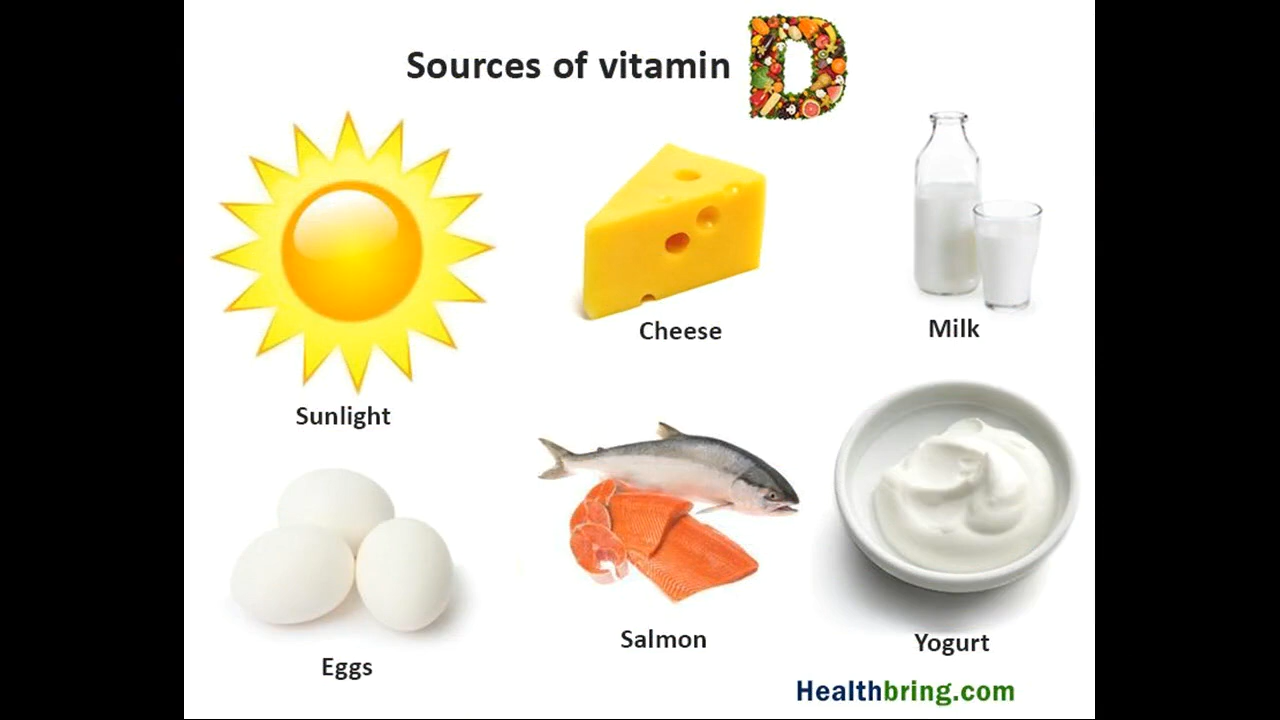 Sources of vitamin D
Cheese
Milk
Sunlight
Salmon
Yogurt
Eggs
Healthbring.com